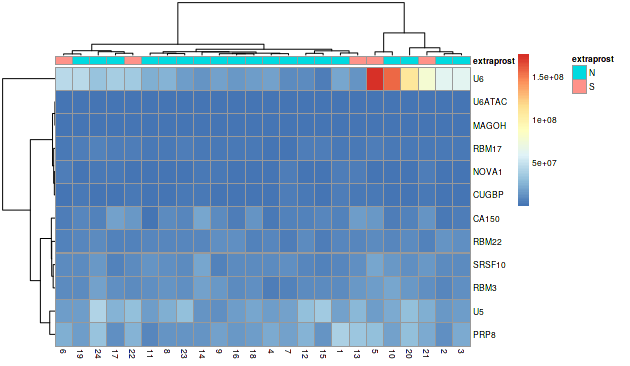 extraprost
U6
U6ATAC
MAGOH
RBM17
NOVA1
CUGBP
CA150
RBM22
SRSF10
RBM3
U5
PRP8
6 19 24 17 22 11 8 23 14 9 16 18 4 7 12 15 1 13 5 10 20 21 2 3
1.5e+08
1e+08
5e+07
extraprost
N
S